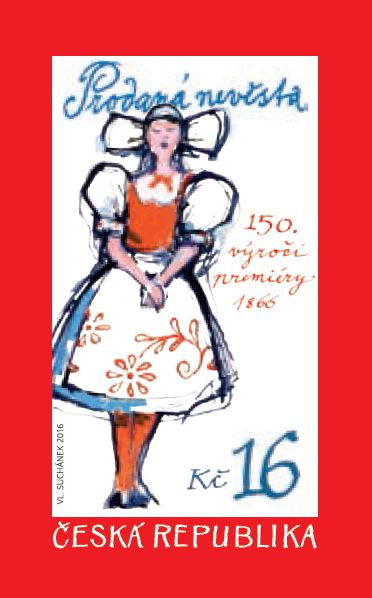 Prodaná nevěsta
150.
výročí
premiéry
1866
Kč 16
VL. SUCHÁNEK 2016
ČESKÁ REPUBLIKA